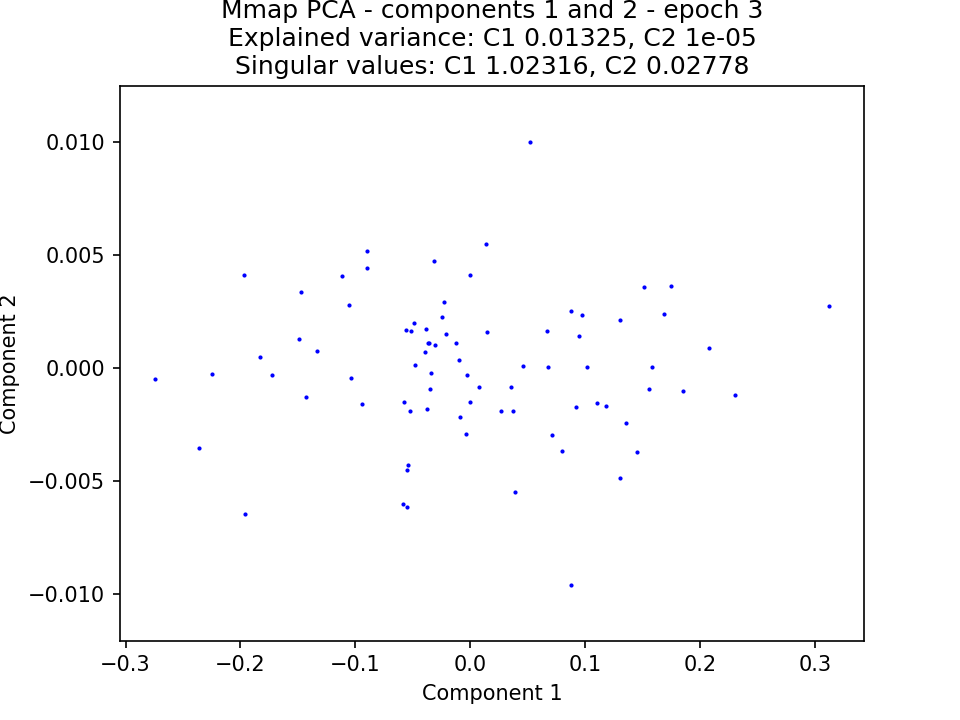 Mmap PCA - components 1 and 2 - epoch 3
Explained variance: C1 0.01325, C2 1e-05
Singular values: C1 1.02316, C2 0.02778
0.010
0.005
0.000
−0.005
−0.010
Component 2
−0.3 −0.2 −0.1 0.0 0.1 0.2 0.3
Component 1